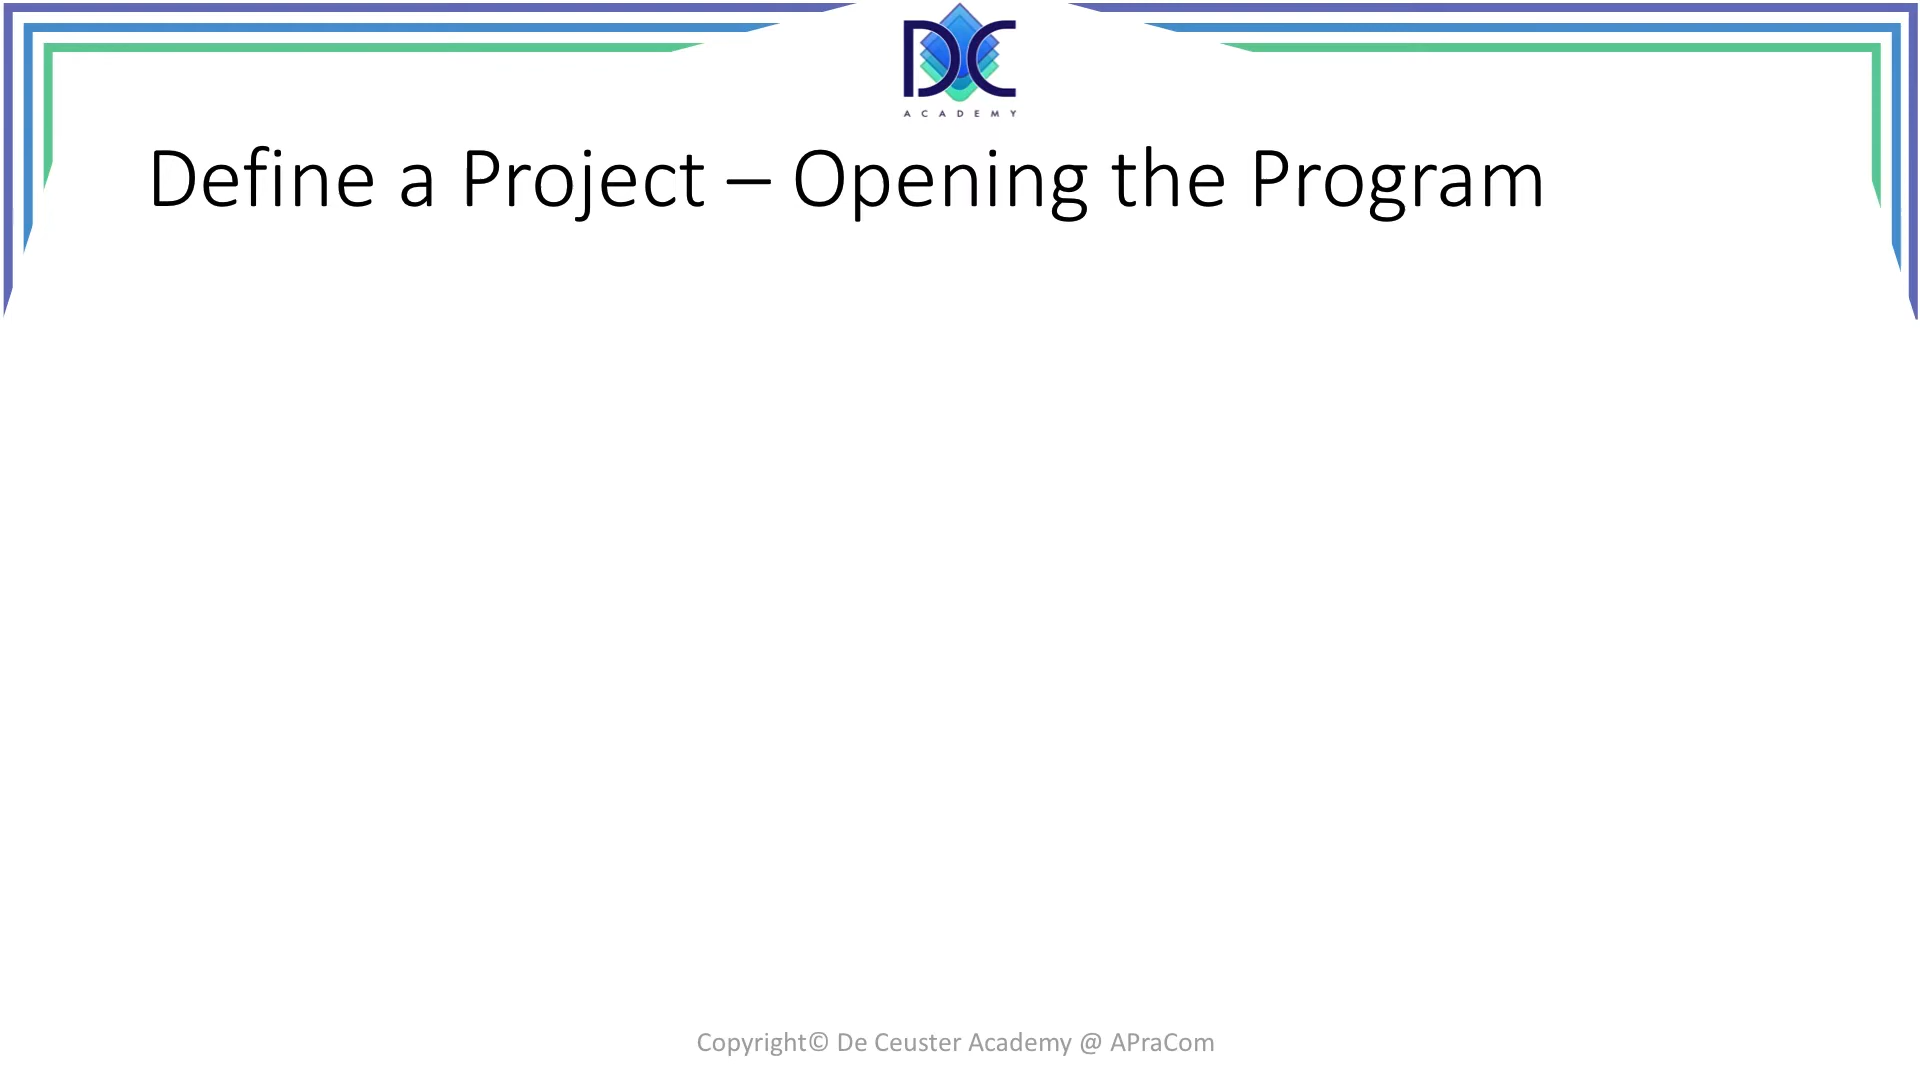 DC
ACADEMY
Define a Project – Opening the Program
Copyright© De Ceuster Academy @ APraCom